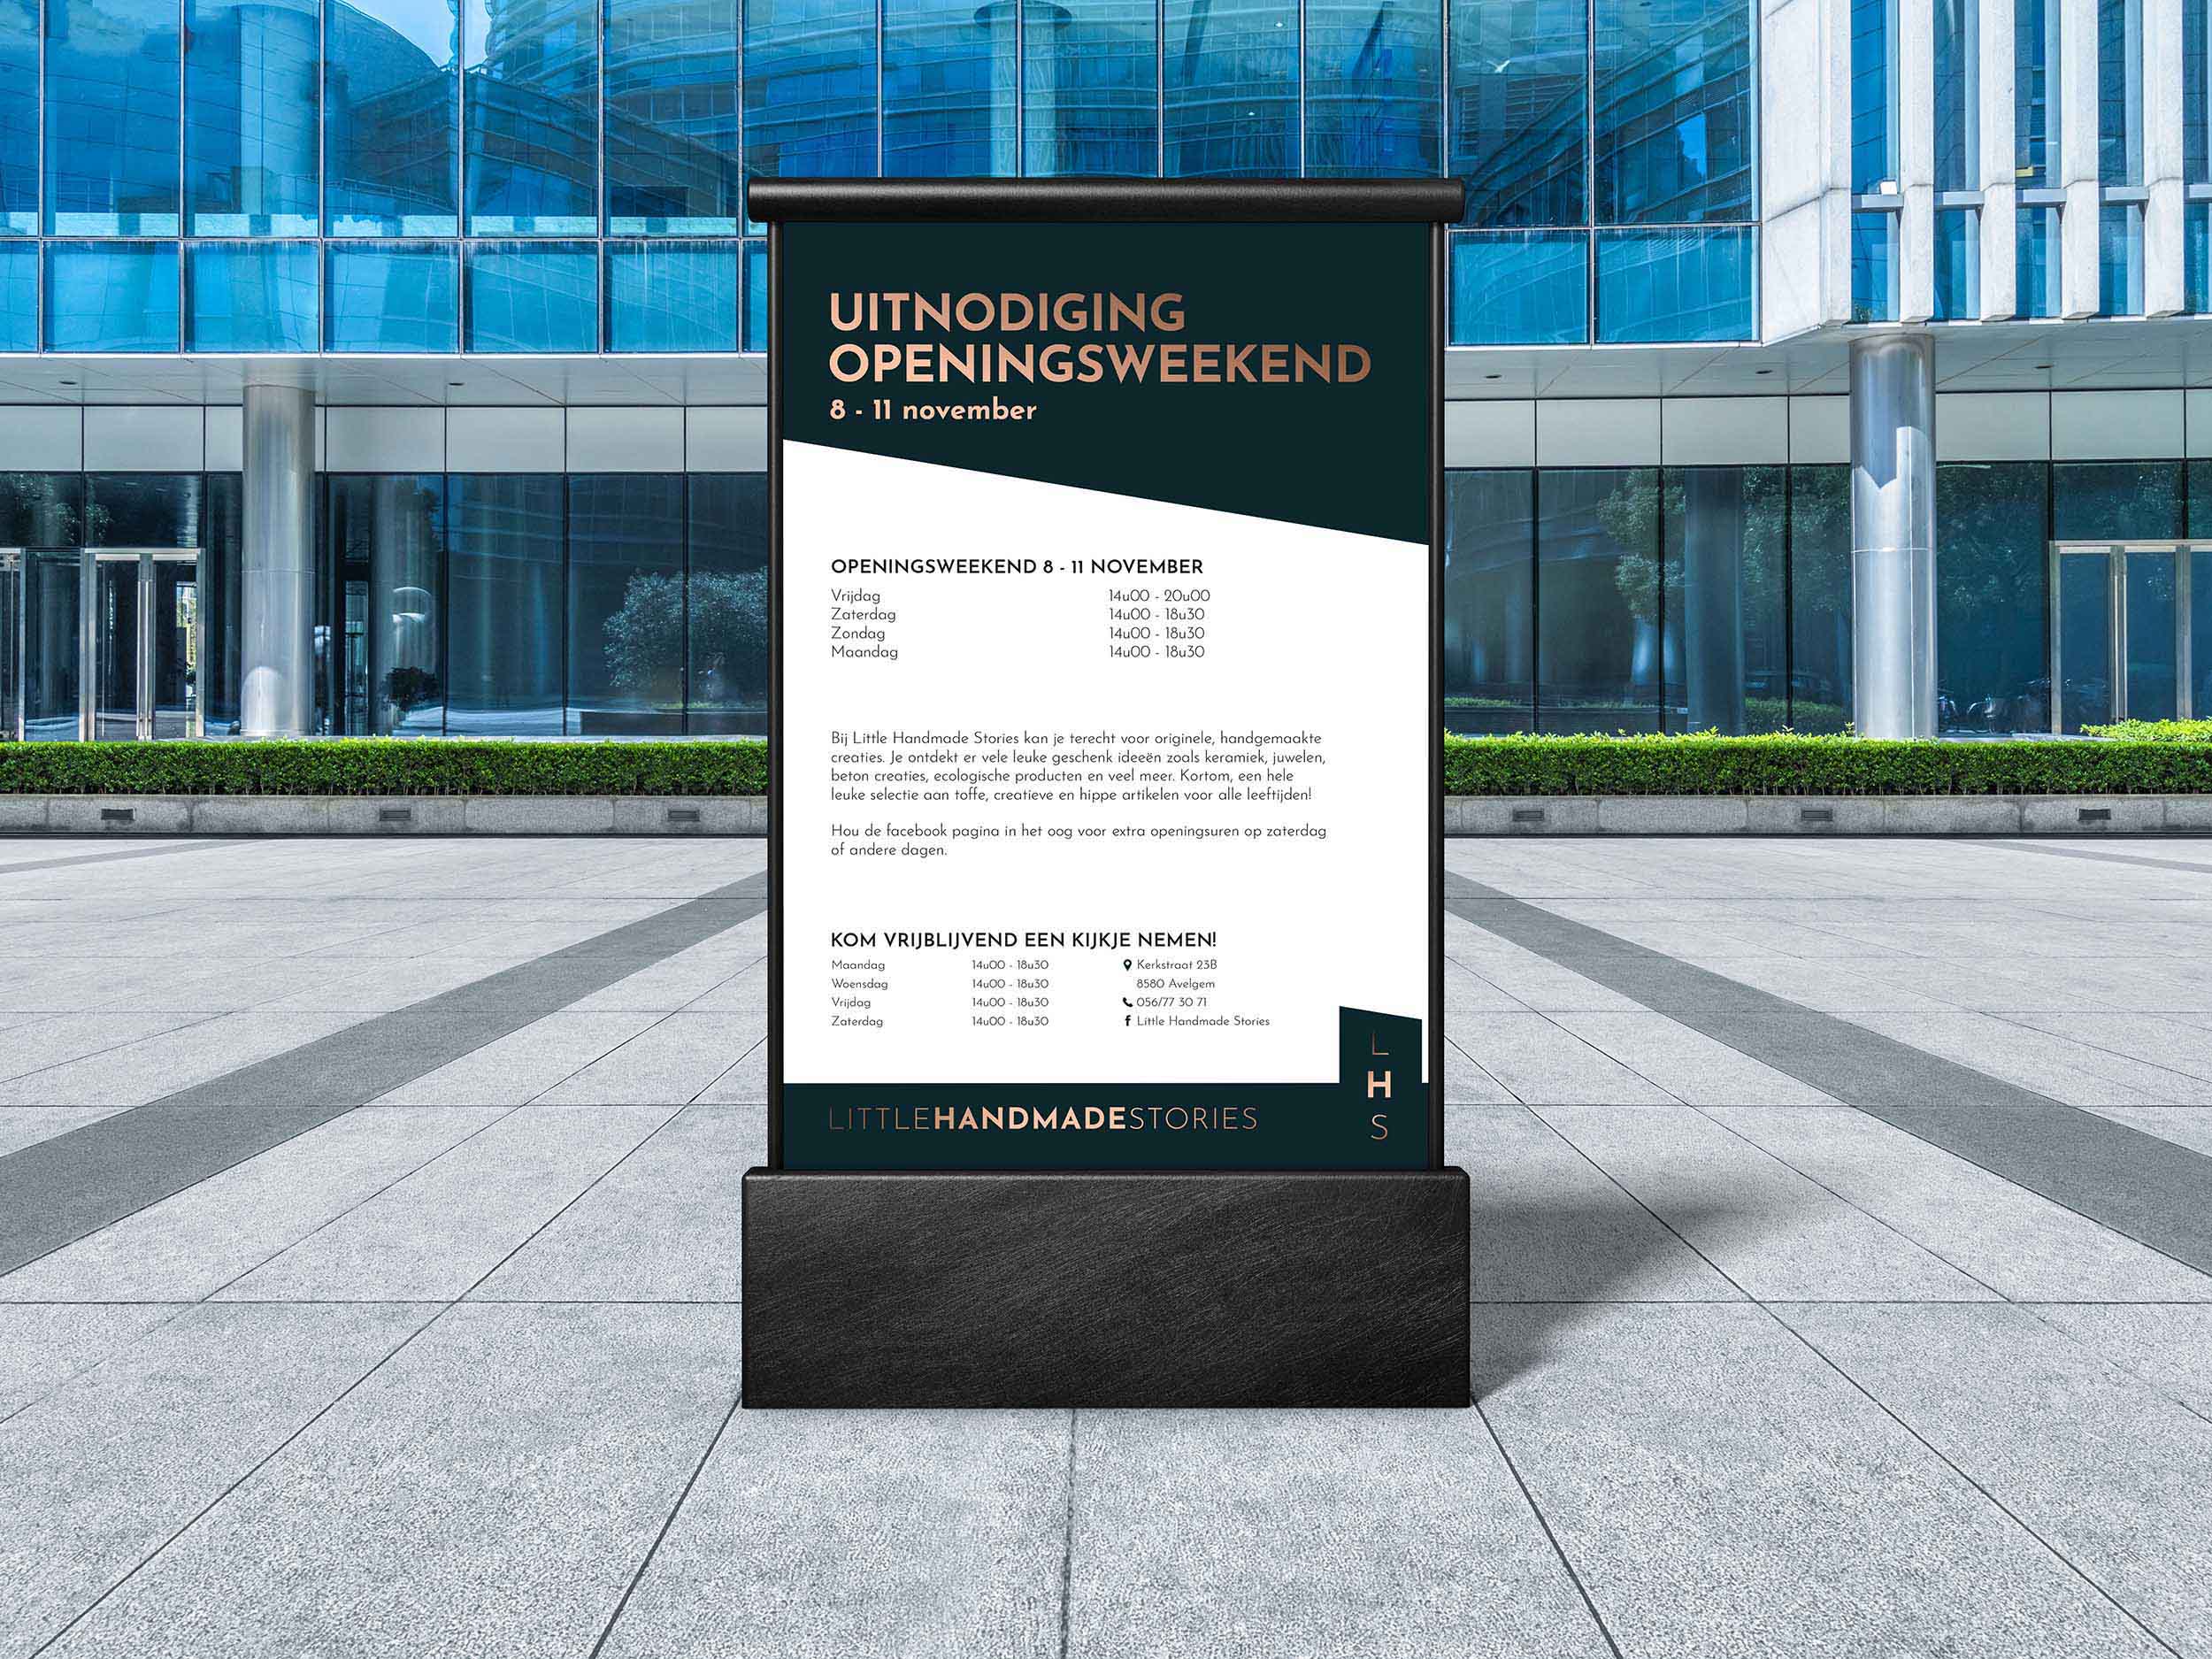 UITNODIGING
OPENINGSWEEKEND
8 - 11 november
OPENINGSWEEKEND 8 - 11 NOVEMBER
Vrijdag 14u00 - 20u00
Zaterdag 14u00 - 18u30
Zondag 14u00 - 18u30
Maandag 14u00 - 18u30
Bij Little Handmade Stories kan je terecht voor originele, handgemaakte
creaties. Je ontdekt er vele leuke geschenk ideeën zoals keramiek, juwelen,
beton creaties, ecologische producten en veel meer. Kortom, een hele
leuke selectie aan toffe, creatieve en hippe artikelen voor alle leeftijden!
Hou de facebook pagina in het oog voor extra openingsuren op zaterdag
of andere dagen.
KOM VRIJBLIJVEND EEN KIJKJE NEMEN!
Maandag 14u00 - 18u30 Kerkstraat 23B
Woensdag 14u00 - 18u30 8580 Avelgem
Vrijdag 14u00 - 18u30 056/77 30 71
Zaterdag 14u00 - 18u30 Little Handmade Stories
L
H
S
LITTLEHANDMADESTORIES